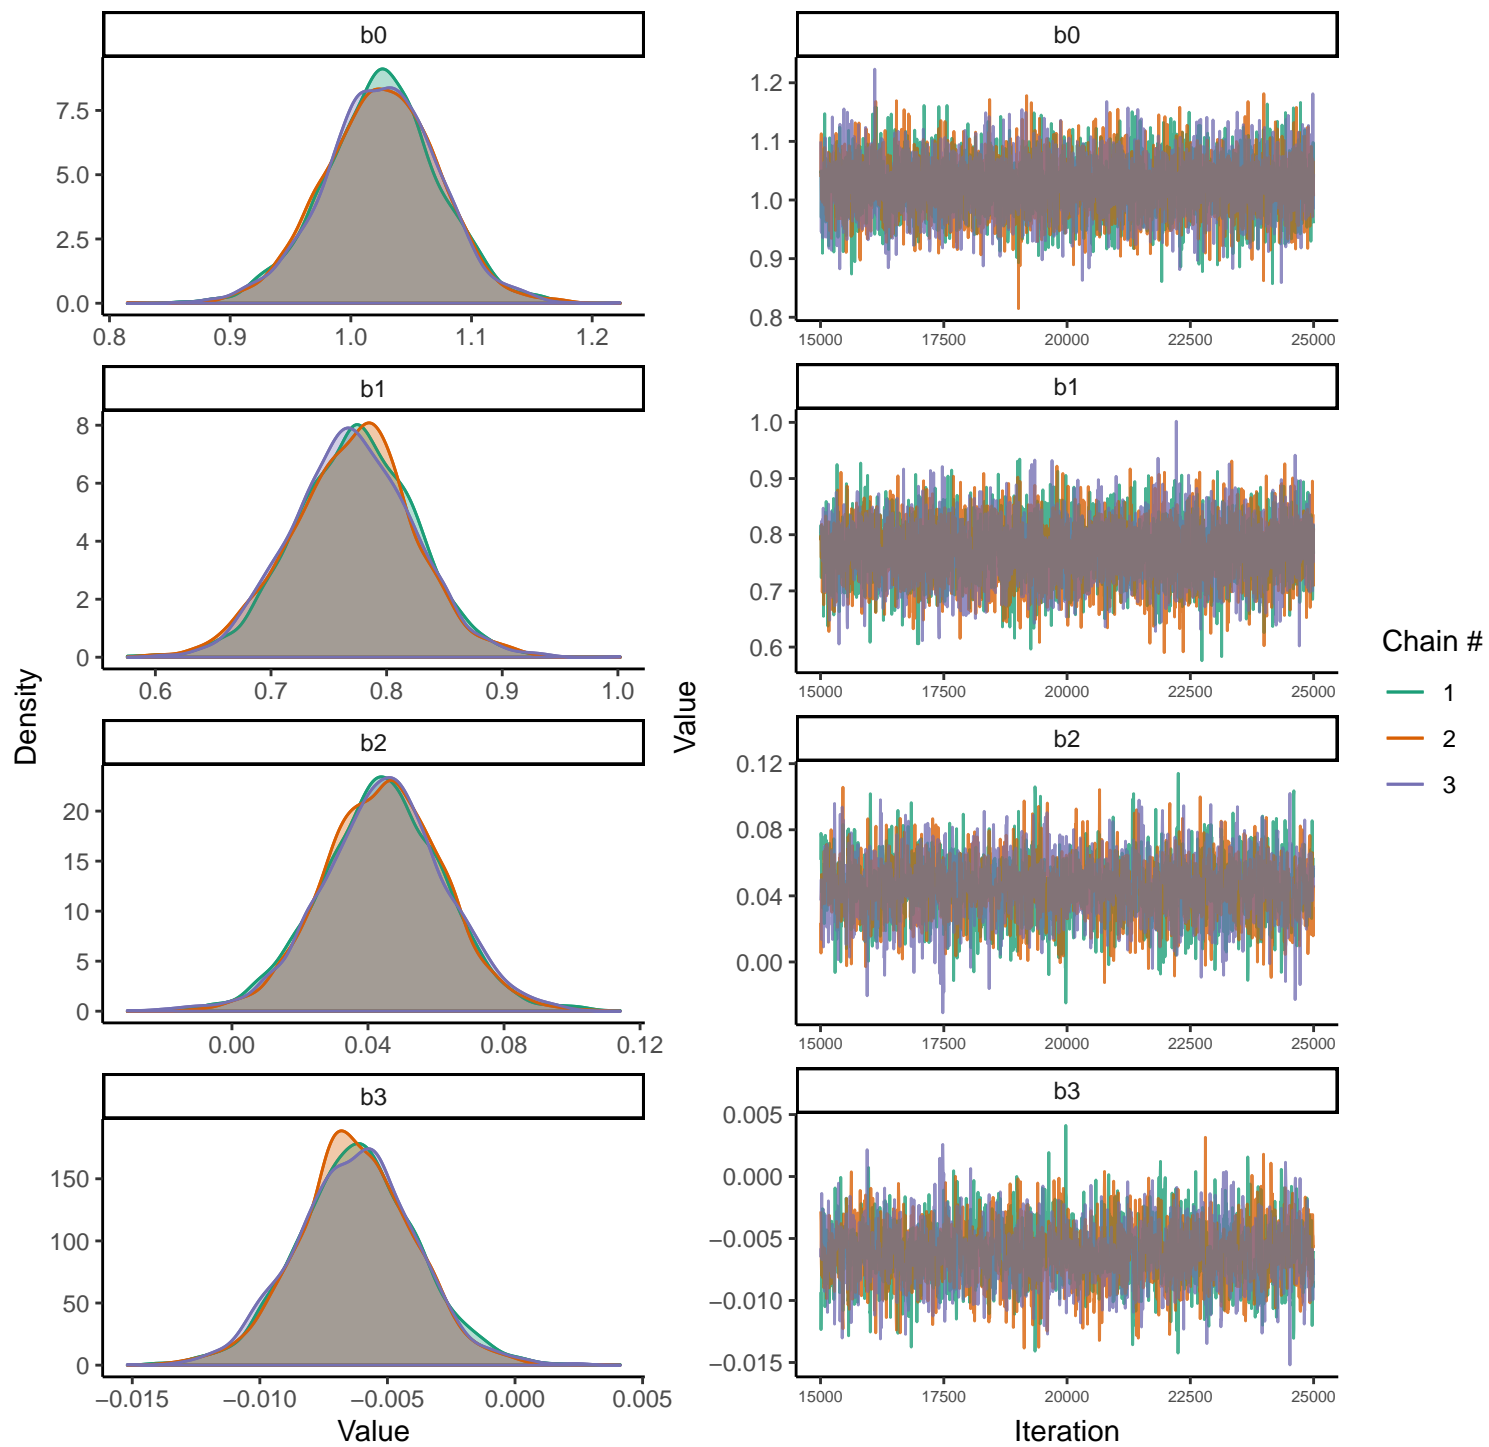 b0
7.5
5.0
2.5
0.0
0.8 0.9 1.0 1.1 1.2
b1
8
6
4
2
0
0.6 0.7 0.8 0.9 1.0
b2
20
15
10
5
0
0.00 0.04 0.08 0.12
b3
150
100
50
0
−0.015 −0.010 −0.005 0.000 0.005
Value
Density
b0
1.2
1.1
1.0
0.9
0.8
15000 17500 20000 22500 25000
b1
1.0
0.9
0.8
0.7
0.6
15000 17500 20000 22500 25000
b2
0.12
0.08
0.04
0.00
15000 17500 20000 22500 25000
b3
0.005
0.000
−0.005
−0.010
−0.015
15000 17500 20000 22500 25000
Iteration
Value
Chain #
1
2
3